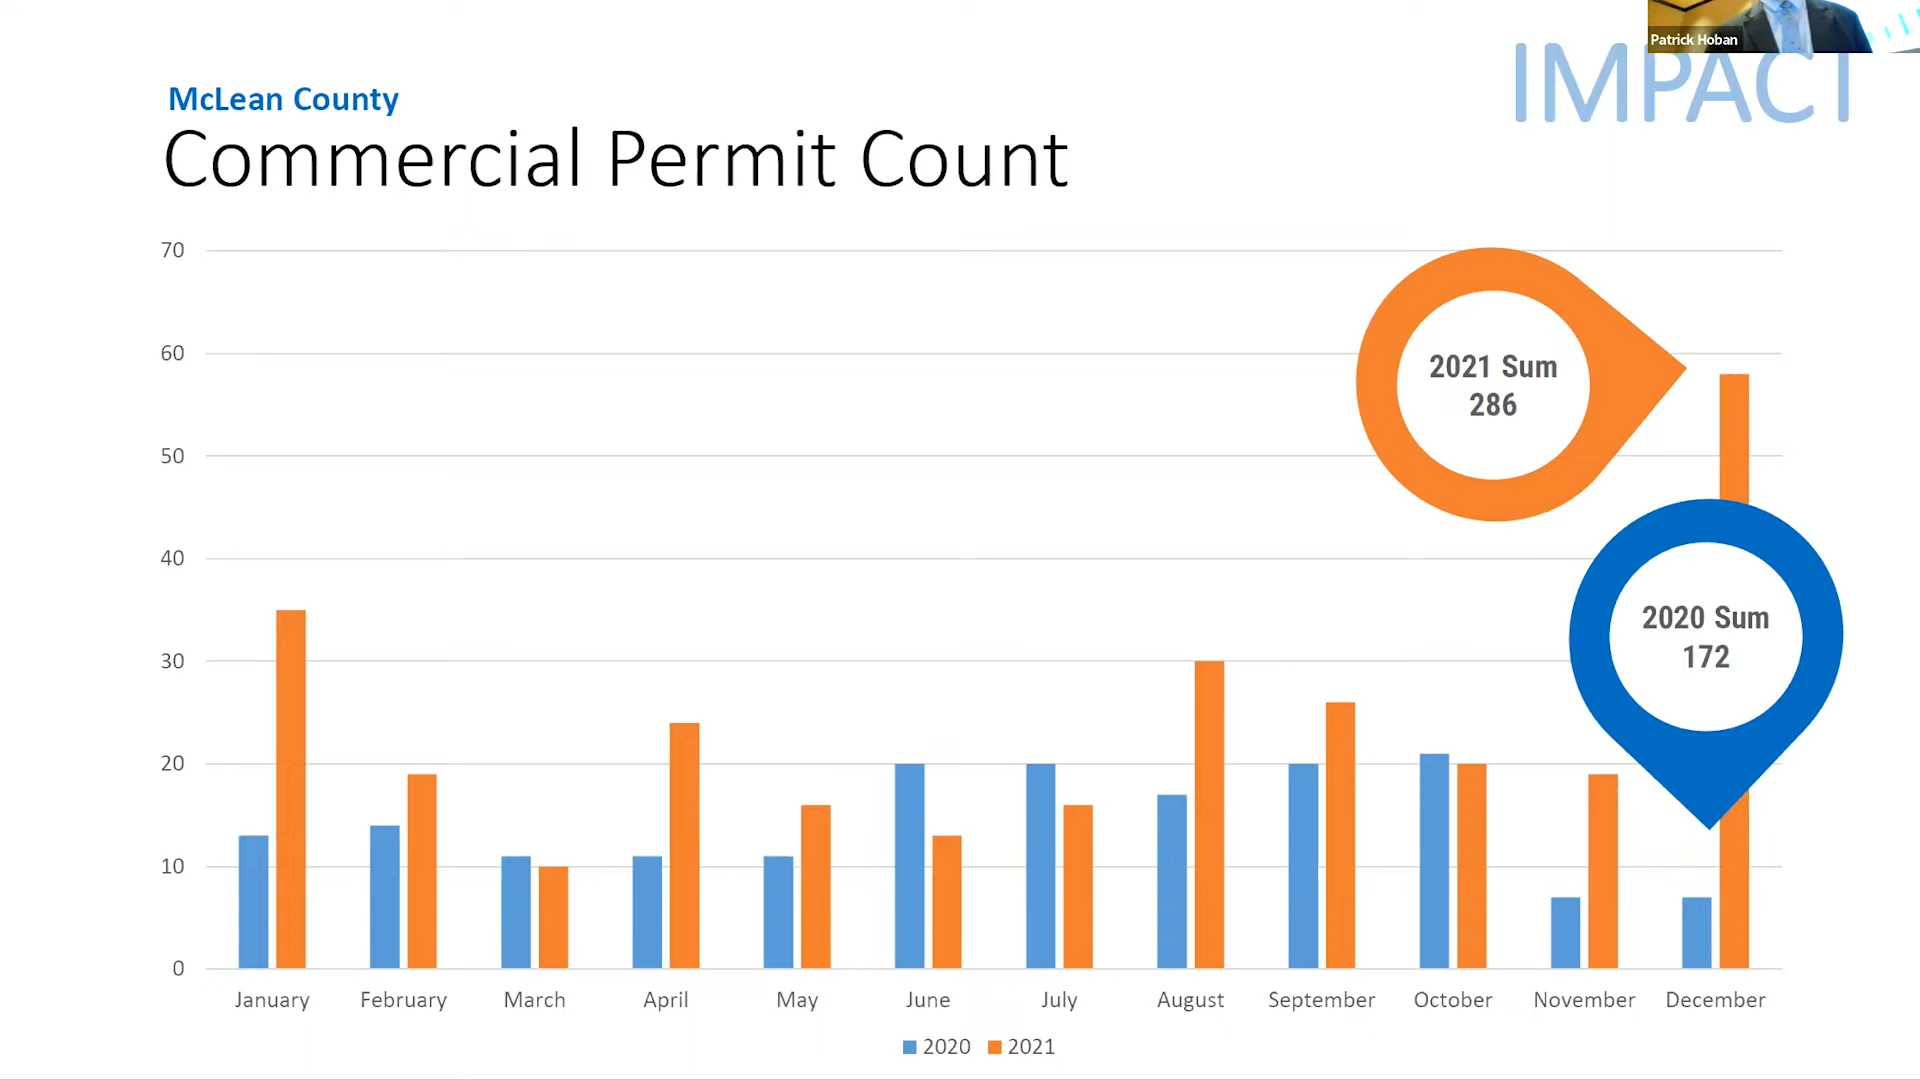 Patrick Hoban
IMPACT
McLean County
Commercial Permit Count
70
60
50
40
30
20
10
0
2021 Sum
286
2020 Sum
172
January February March April May June July August September October November December
2020 2021